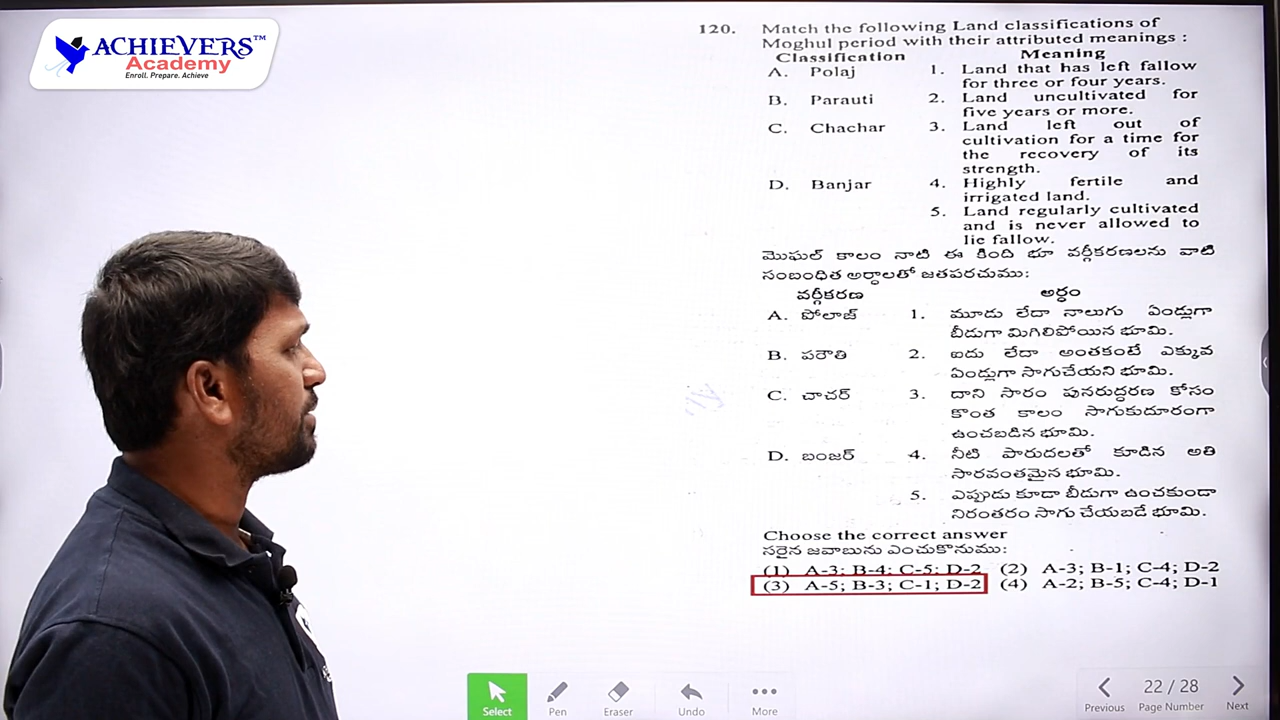 ACHIEVERS™
Academy
Enroll. Prepare. Achieve
120. Match the following Land classifications of
Moghul period with their attributed meanings :
Classification Meaning
A. Polaj 1. Land that has left fallow
for three or four years.
B. Parauti 2. Land uncultivated for
five years or more.
C. Chachar 3. Land left out of
cultivation for a time for
the recovery of its
strength.
D. Banjar 4. Highly fertile and
irrigated land.
5. Land regularly cultivated
and is never allowed to
lie fallow.
మొఘల్ కాలం నాటి ఈ కింది భూ వర్గీకరణలను వాటి
సంబంధిత అర్థాలతో జతపరచుము:
వర్గీకరణ అర్థం
A. పోలాజ్ 1. మూడు లేదా నాలుగు ఏండ్లుగా
బీడుగా మిగిలిపోయిన భూమి.
B. పరౌతి 2. ఐదు లేదా అంతకంటే ఎక్కువ
ఏండ్లుగా సాగుచేయని భూమి.
C. చాచర్ 3. దాని సారం పునరుద్ధరణ కోసం
కొంత కాలం సాగుకుదూరంగా
ఉంచబడిన భూమి.
D. బంజర్ 4. నీటి పారుదలతో కూడిన అతి
సారవంతమైన భూమి.
5. ఎప్పుడు కూడా బీడుగా ఉంచకుండా
నిరంతరం సాగు చేయబడే భూమి.
Choose the correct answer
సరైన జవాబును ఎంచుకొనుము:
(1) A-3; B-4; C-5; D-2 (2) A-3; B-1; C-4; D-2
(3) A-5; B-3; C-1; D-2 (4) A-2; B-5; C-4; D-1
Select Pen Eraser Undo More
22 / 28
Previous Page Number Next